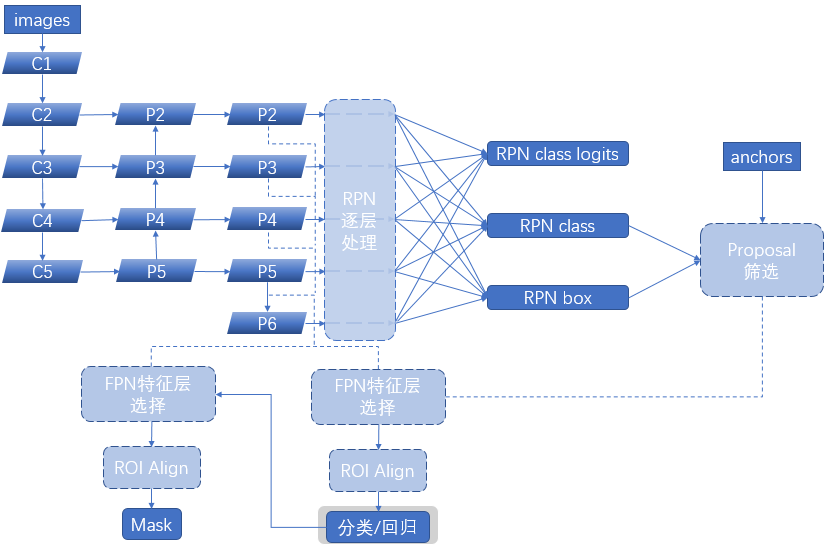 images
C1
C2
P2
P2
C3
P3
P3
C4
P4
P4
C5
P5
P5
P6
RPN
逐层
处理
RPN class logits
RPN class
RPN box
anchors
Proposal
筛选
FPN特征层
选择
FPN特征层
选择
ROI Align
ROI Align
Mask
分类/回归